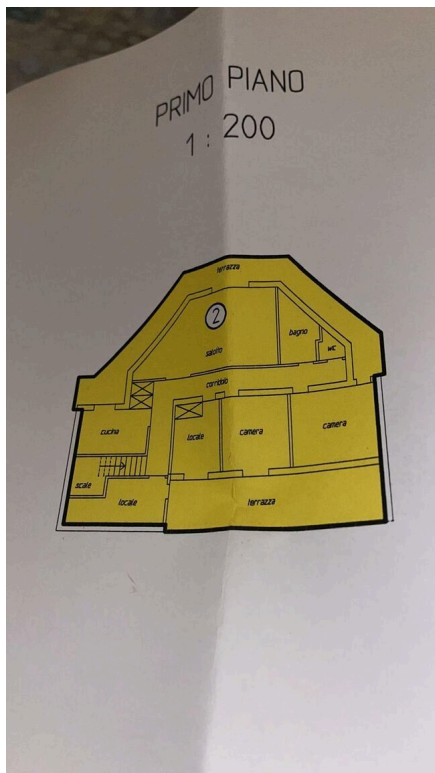 PRIMO PIANO
1 : 200
terrazza
2
bagno
salotto
WC
corridoio
cucina
locale
camera
camera
scale
locale
terrazza